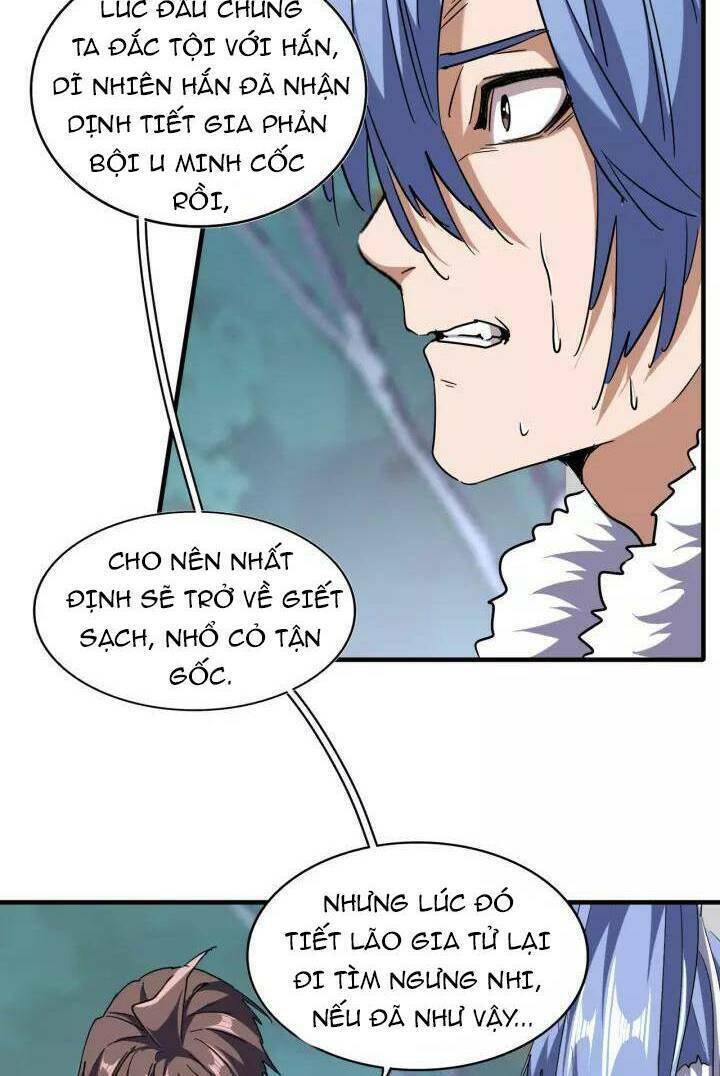 LÚC ĐẦU CHÚNG
TA ĐẮC TỘI VỚI HẮN,
DĨ NHIÊN HẮN ĐÃ NHẬN
ĐỊNH TIẾT GIA PHẢN
BỘI U MINH CỐC
RỒI,
CHO NÊN NHẤT
ĐỊNH SẼ TRỞ VỀ GIẾT
SẠCH, NHỔ CỎ TẬN
GỐC.
NHƯNG LÚC ĐÓ
TIẾT LÃO GIA TỬ LẠI
ĐI TÌM NGƯNG NHI,
NẾU ĐÃ NHƯ VẬY...